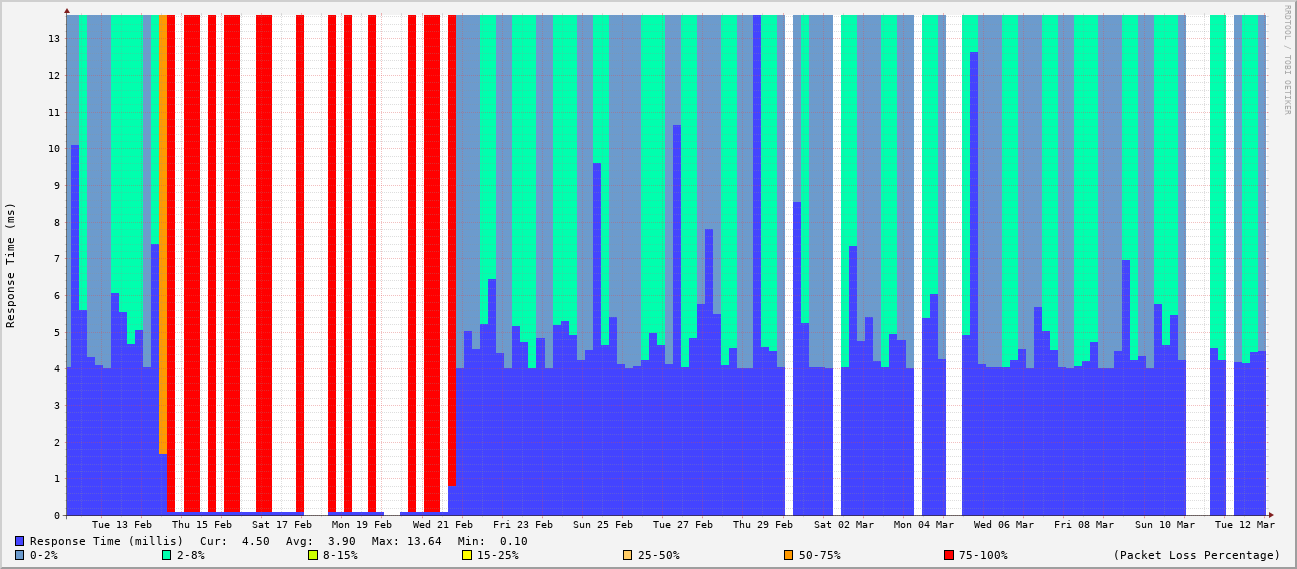 RRDTOOL / TOBI OETIKER
Response Time (ms)
13
12
11
10
9
8
7
6
5
4
3
2
1
0
Tue 13 Feb Thu 15 Feb Sat 17 Feb Mon 19 Feb Wed 21 Feb Fri 23 Feb Sun 25 Feb Tue 27 Feb Thu 29 Feb Sat 02 Mar Mon 04 Mar Wed 06 Mar Fri 08 Mar Sun 10 Mar Tue 12 Mar
Response Time (millis) Cur: 4.50 Avg: 3.90 Max: 13.64 Min: 0.10
0-2% 2-8% 8-15% 15-25% 25-50% 50-75% 75-100% (Packet Loss Percentage)